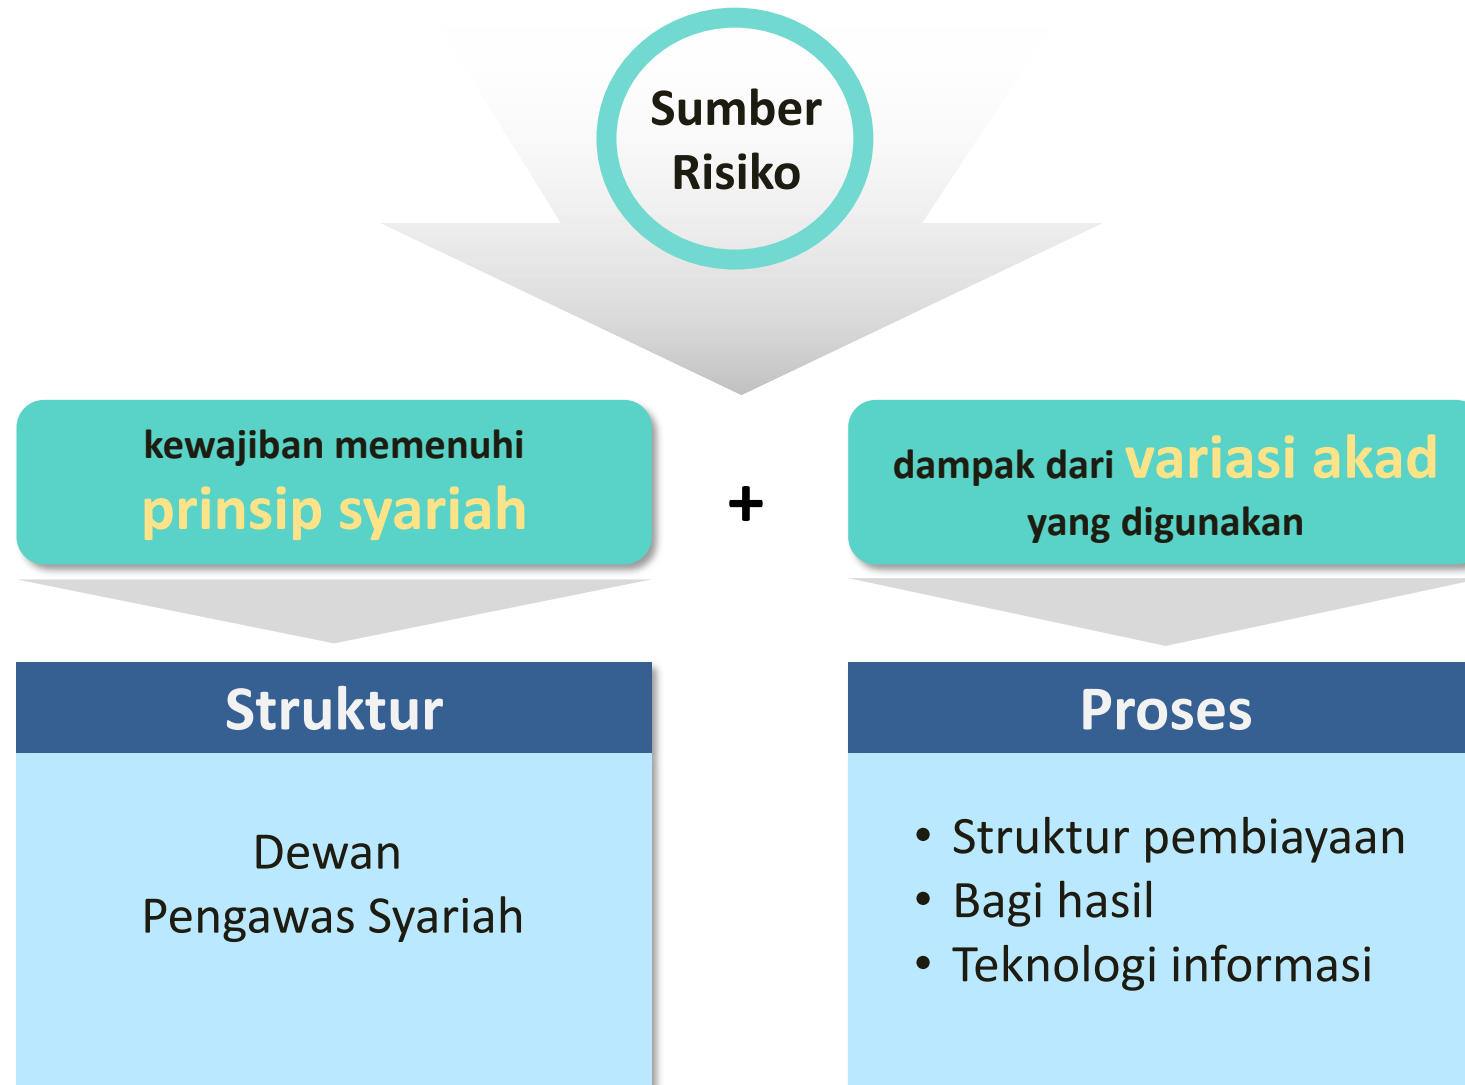 Sumber
Risiko
kewajiban memenuhi
prinsip syariah
+
dampak dari variasi akad
yang digunakan
Struktur
Dewan
Pengawas Syariah
Proses
• Struktur pembiayaan
• Bagi hasil
• Teknologi informasi